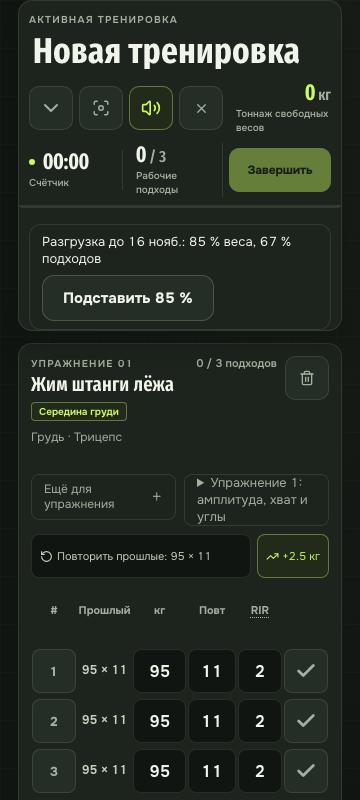 АКТИВНАЯ ТРЕНИРОВКА
Новая тренировка
0 кг
Тоннаж свободных
весов
00:00
Счётчик
0 / 3
Рабочие
подходы
Завершить
Разгрузка до 16 нояб.: 85 % веса, 67 %
подходов
Подставить 85 %
УПРАЖНЕНИЕ 01
0 / 3 подходов
Жим штанги лёжа
Середина груди
Грудь · Трицепс
Ещё для
упражнения
+
▶ Упражнение 1:
амплитуда, хват и
углы
Повторить прошлые: 95 × 11
+2.5 кг
# Прошлый кг Повт RIR
1 95 × 11 95 11 2
2 95 × 11 95 11 2
3 95 × 11 95 11 2